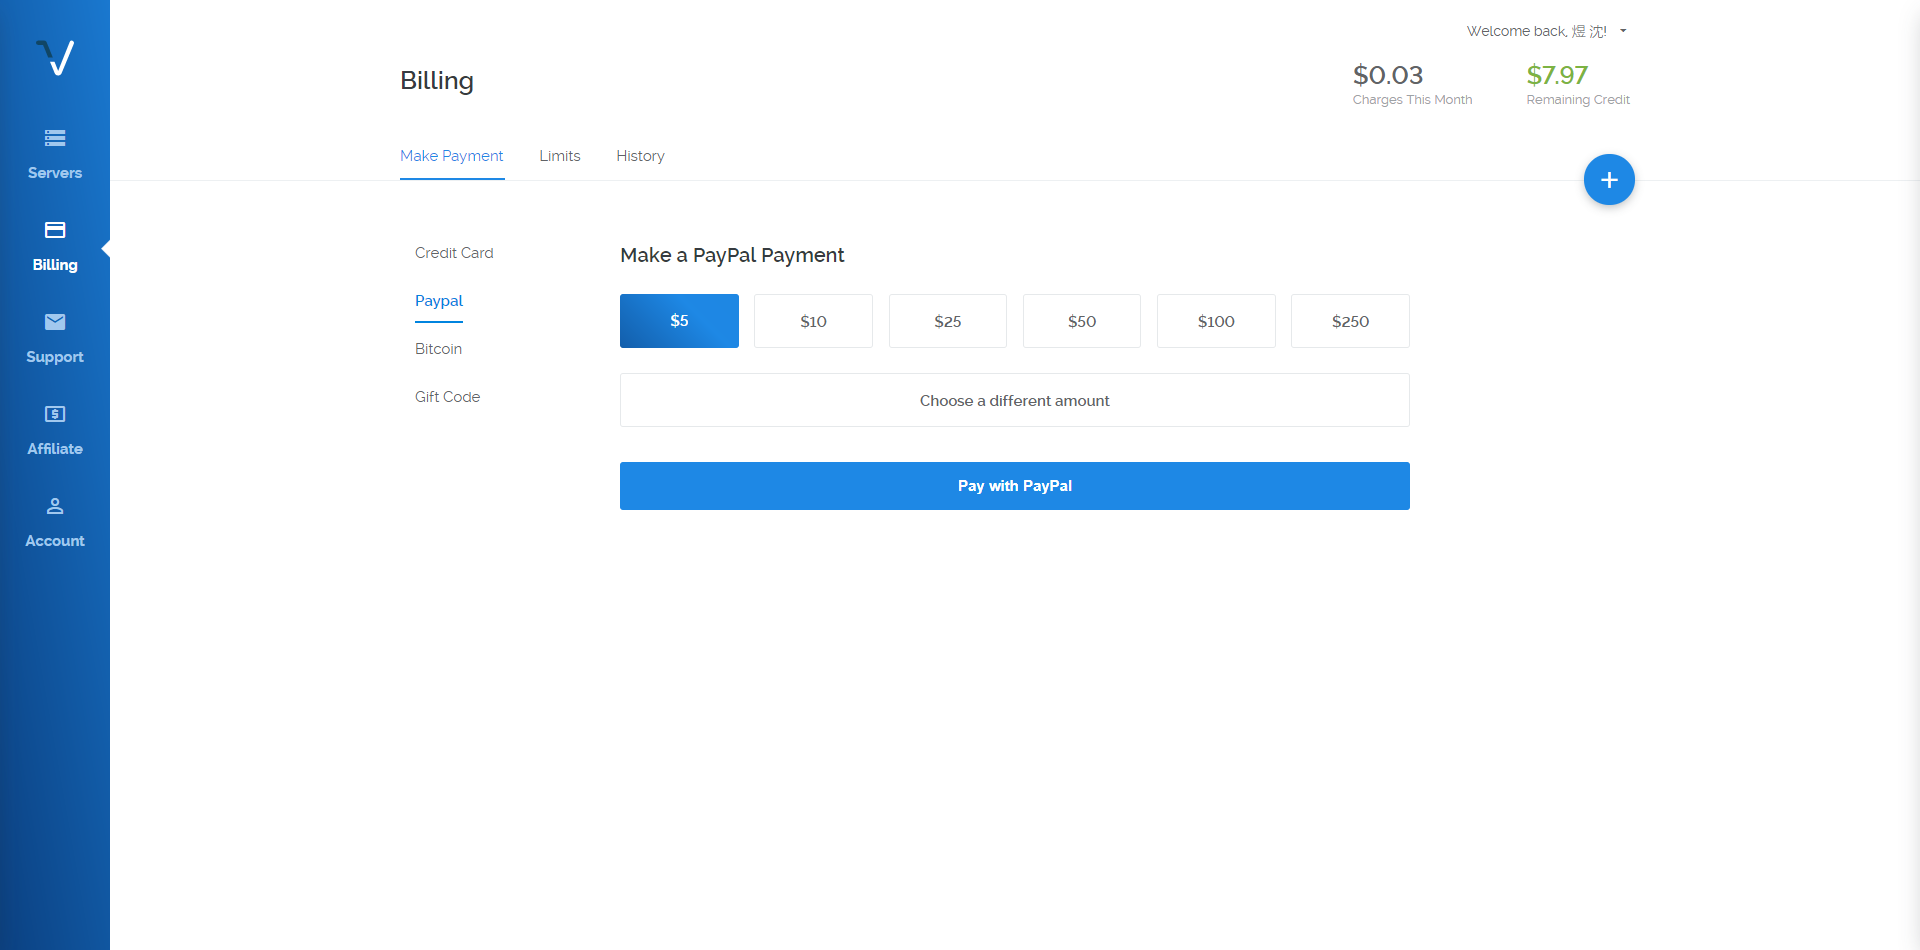 Welcome back, 煜 沈!
Billing
$0.03
$7.97
Charges This Month
Remaining Credit
Servers
Billing
Support
Affiliate
Account
Make Payment
Limits
History
Credit Card
Paypal
Bitcoin
Gift Code
Make a PayPal Payment
$5
$10
$25
$50
$100
$250
Choose a different amount
Pay with PayPal